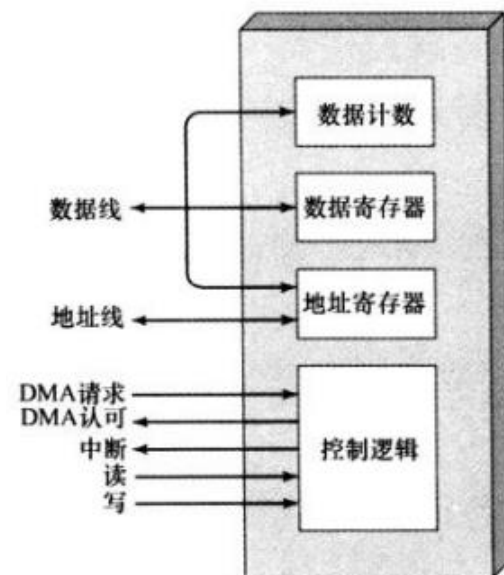 数据计数
数据线
数据寄存器
地址线
地址寄存器
DMA请求
DMA认可
中断
读
写
控制逻辑